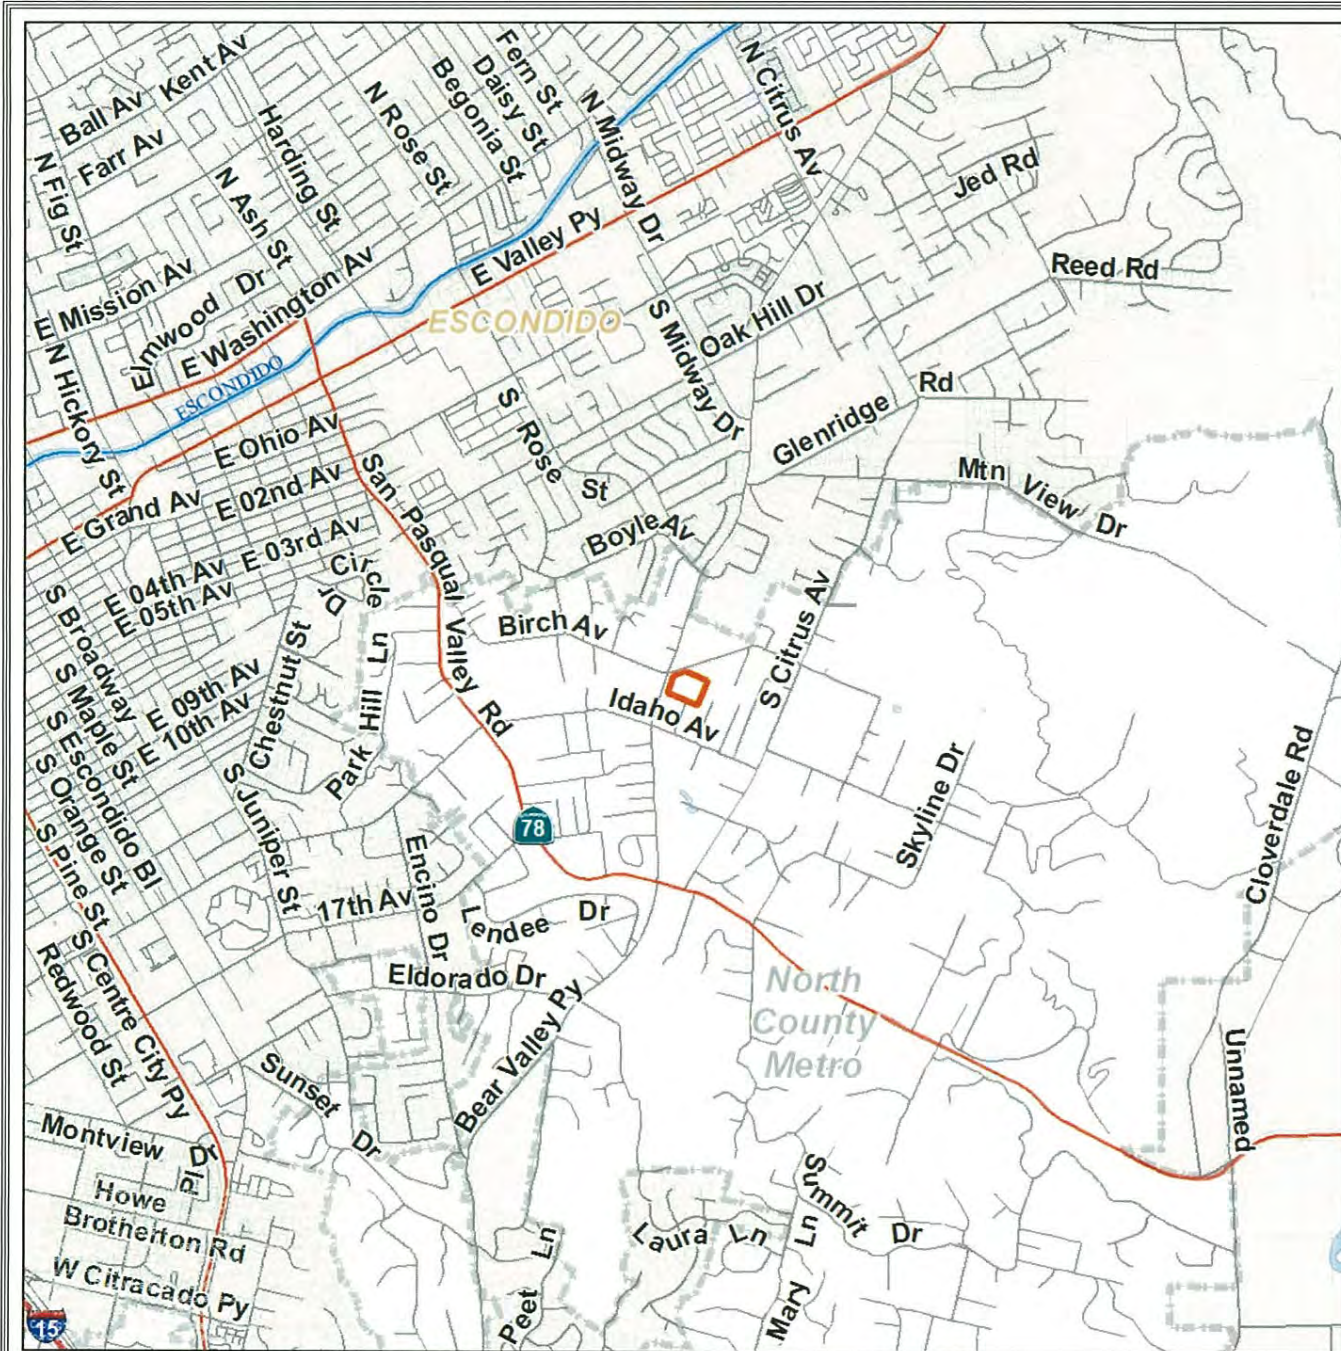 Ball Av
Kent Av
Farr Av
N Fig St
Harding St
N Ash St
N Rose St
Begonia St
Daisy St
Fern St
N Midway Dr
N Citrus Av
Jed Rd
Reed Rd
E Valley Py
E Mission Av
Elmwood Dr
E Washington Av
ESCONDIDO
ESCONDIDO
N Hickory St
S Midway Dr
Oak Hill Dr
Glenridge Rd
Mtn View Dr
E Ohio Av
E Grand Av
E 02nd Av
E 03rd Av
E 04th Av
E 05th Av
Circle Dr
San Pasqual Valley Rd
S Rose St
Boyle Av
Birch Av
Idaho Av
S Citrus Av
S Broadway
S Maple St
S Escondido Bl
S Orange St
S Pine St
E 09th Av
E 10th Av
Chestnut St
Park Hill Ln
S Juniper St
78
Skyline Dr
Cloverdale Rd
17th Av
Encino Dr
Lendee Dr
Eldorado Dr
Bear Valley Py
S Centre City Py
Redwood St
North
County
Metro
Unnamed
Sunset Dr
Montview Dr
Howe Pl
Brotherton Rd
W Citracado Py
15
Peet Ln
Laura Ln
Mary Ln
Summit Dr